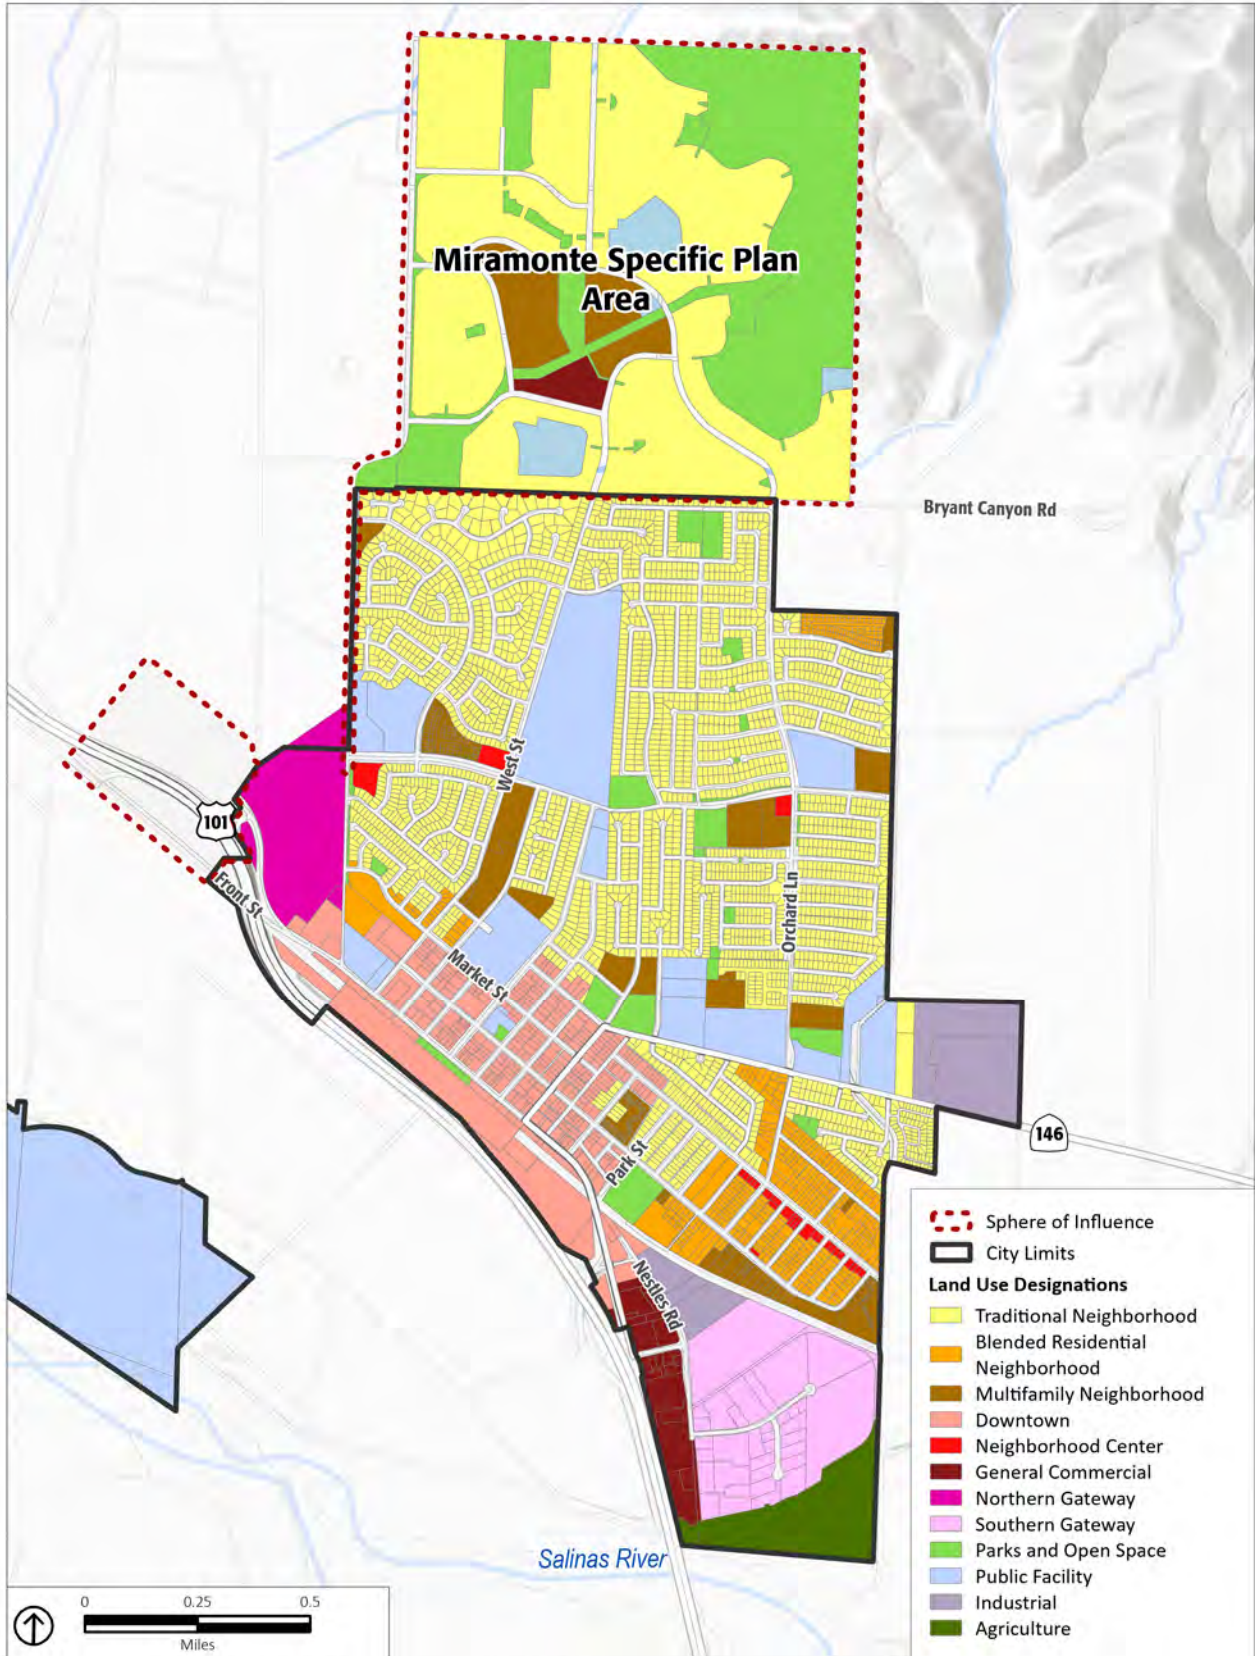 Miramonte Specific Plan
Area
Bryant Canyon Rd
West St
101
Front St
Orchard Ln
Market St
146
Park St
Nestles Rd
Salinas River
Sphere of Influence
City Limits
Land Use Designations
Traditional Neighborhood
Blended Residential
Neighborhood
Multifamily Neighborhood
Downtown
Neighborhood Center
General Commercial
Northern Gateway
Southern Gateway
Parks and Open Space
Public Facility
Industrial
Agriculture
0 0.25 0.5
Miles